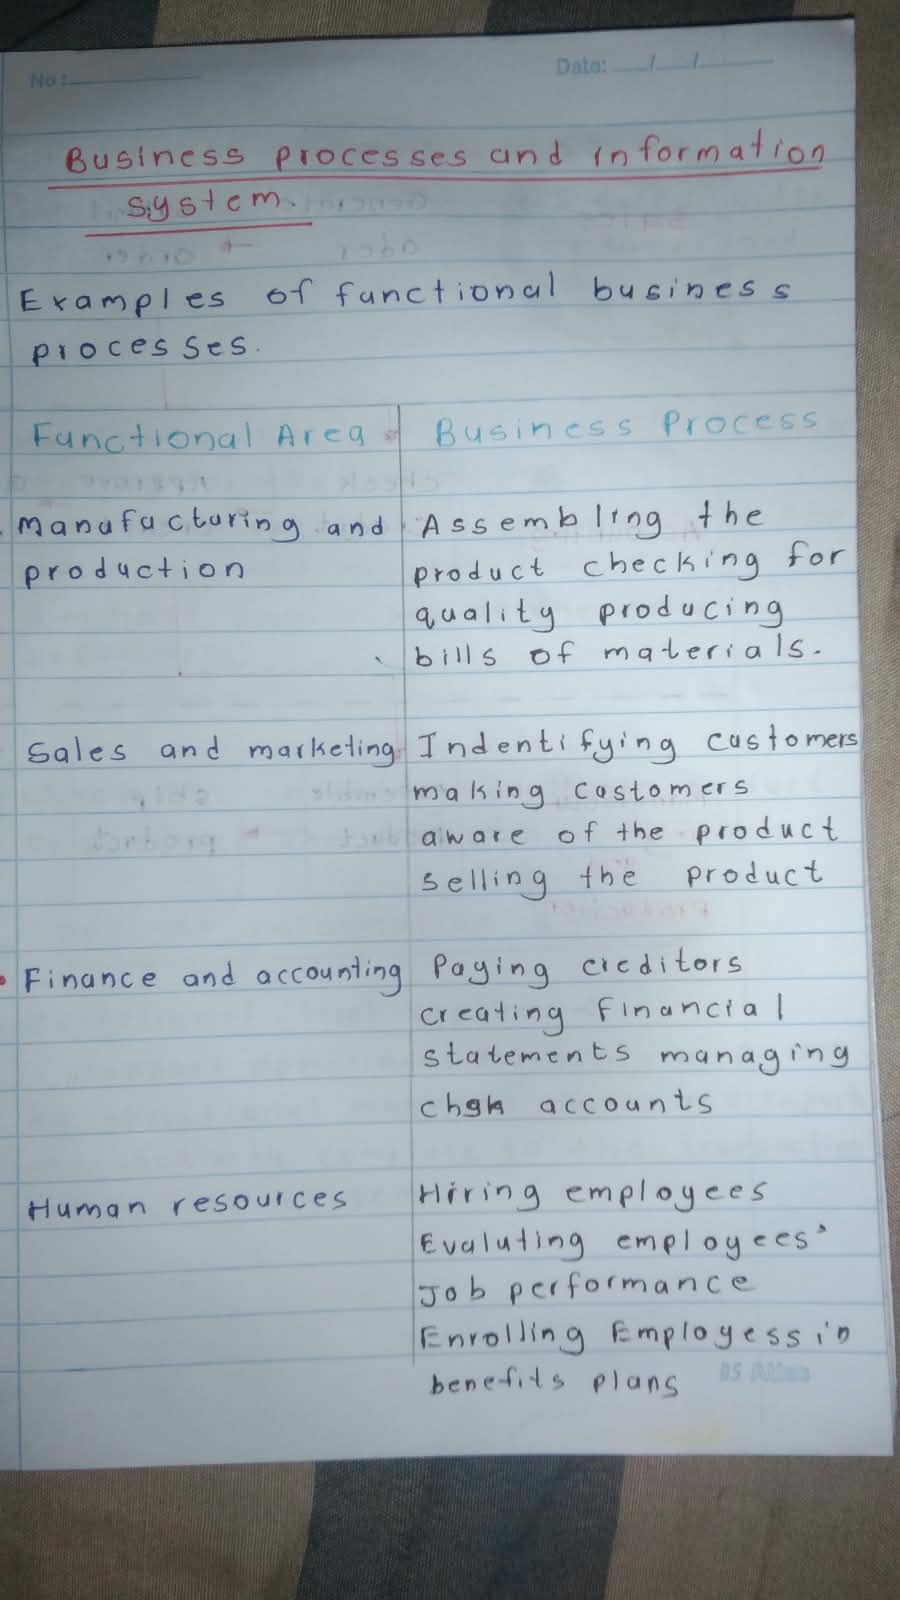 No:
Date: __/__/__
Business processes and information
system.
Examples of functional business
processes.
Functional Area Business Process
Manufacturing and Assembling the
production product checking for
quality producing
bills of materials.
Sales and marketing Indentifying customers
making customers
aware of the product
selling the product
Finance and accounting Paying creditors
creating financial
statements managing
accounts
Human resources Hiring employees
Evaluting employees'
Job performance
Enrolling Employess in
benefits plans